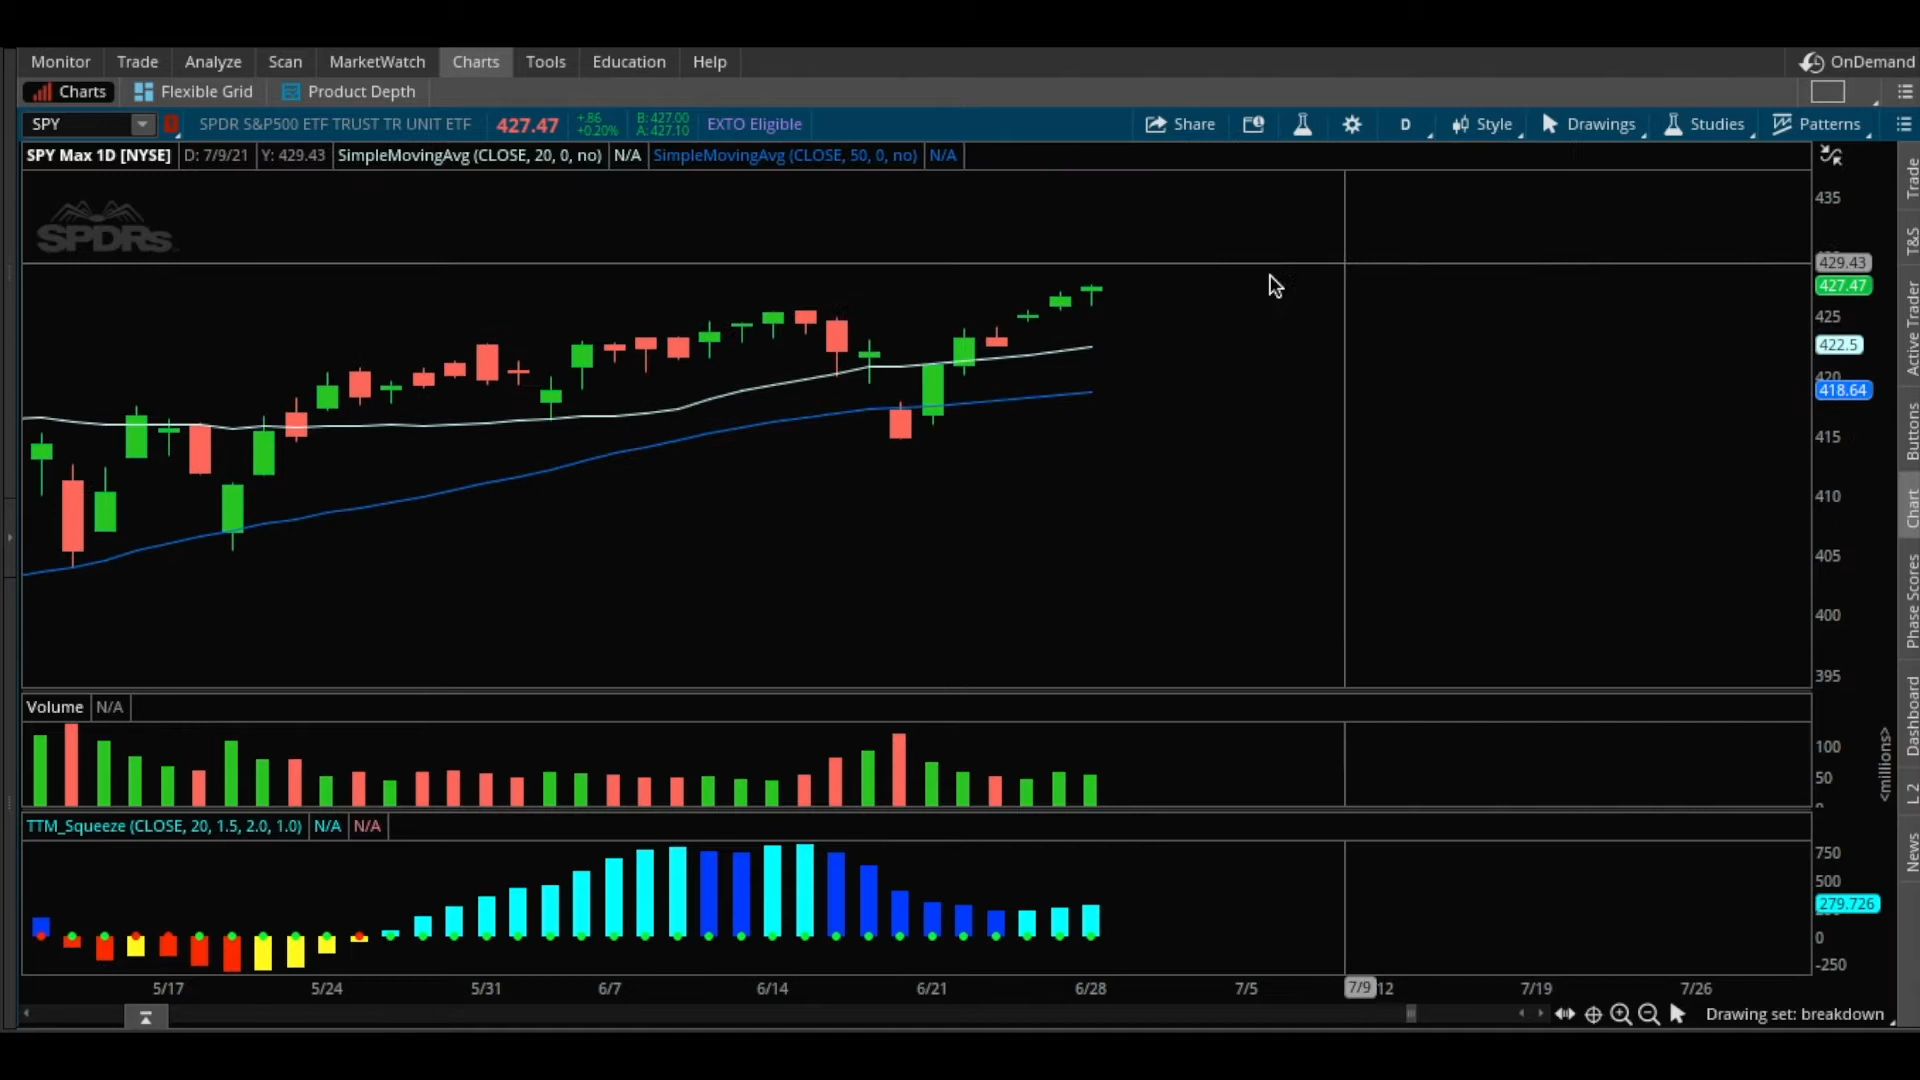 Monitor Trade Analyze Scan MarketWatch Charts Tools Education Help OnDemand
Charts Flexible Grid Product Depth
SPY SPDR S&P500 ETF TRUST TR UNIT ETF 427.47 +.86 +0.20% B: 427.00 A: 427.10 EXTO Eligible Share D Style Drawings Studies Patterns
SPY Max 1D [NYSE] D: 7/9/21 Y: 429.43 SimpleMovingAvg (CLOSE, 20, 0, no) N/A SimpleMovingAvg (CLOSE, 50, 0, no) N/A
SPDRs
435
429.43
427.47
425
422.5
420
418.64
415
410
405
400
395
Volume N/A
100
50
<millions>
TTM_Squeeze (CLOSE, 20, 1.5, 2.0, 1.0) N/A N/A
750
500
279.726
0
-250
5/17 5/24 5/31 6/7 6/14 6/21 6/28 7/5 7/9 12 7/19 7/26
Drawing set: breakdown
Trade
T&S
Active Trader
Buttons
Chart
Phase Scores
Dashboard
L2
News